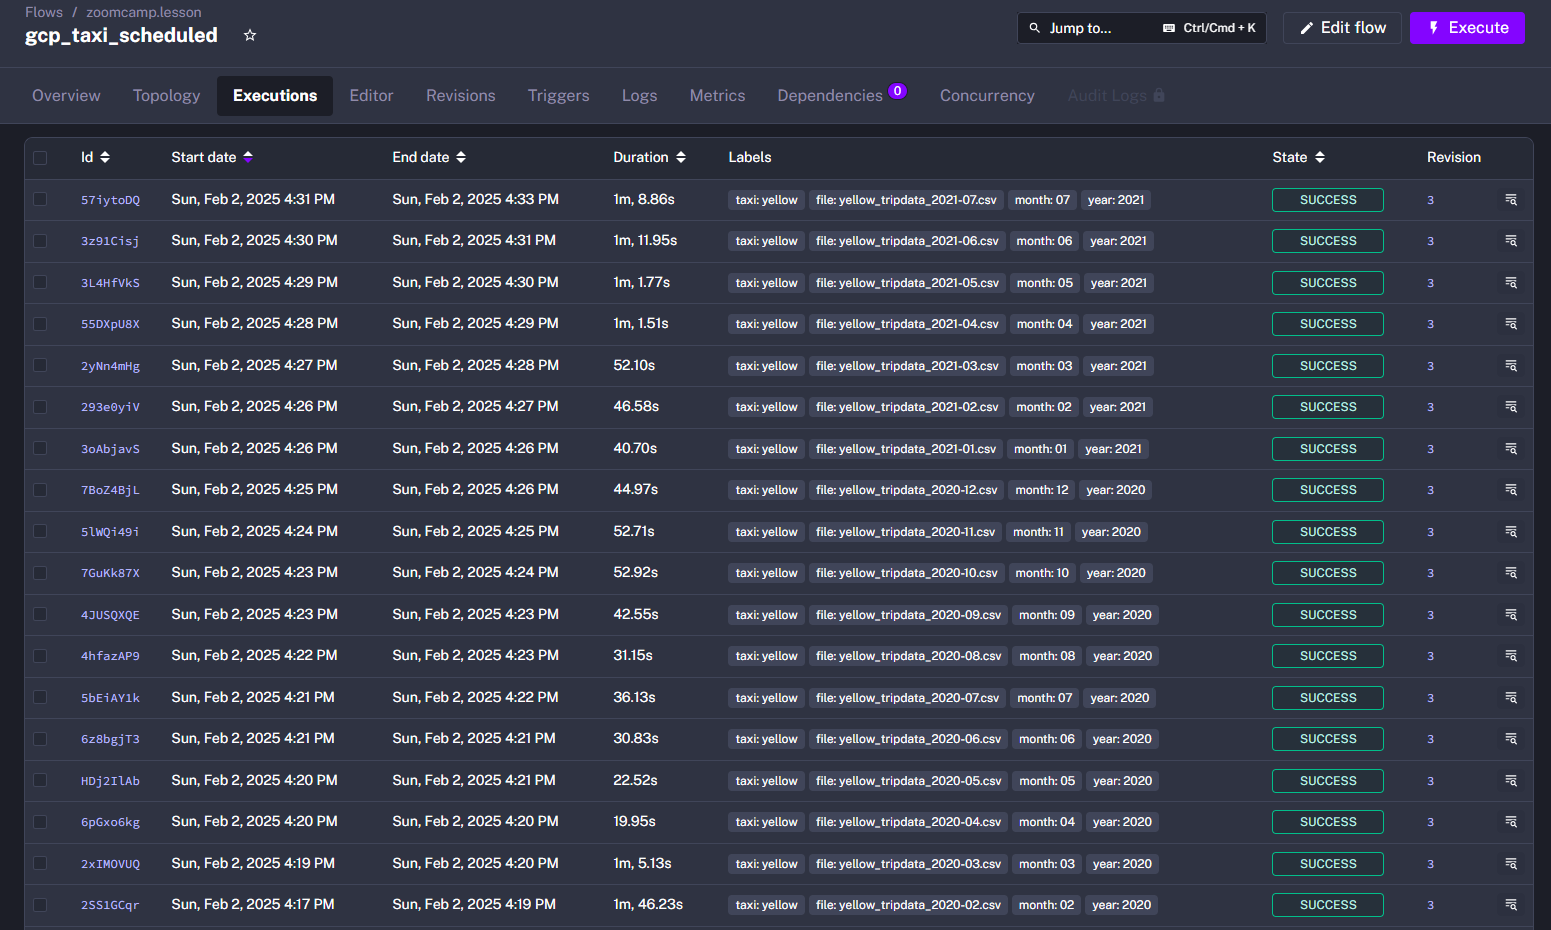 Flows / zoomcamp.lesson
gcp_taxi_scheduled
Jump to... Ctrl/Cmd + K Edit flow Execute
Overview Topology Executions Editor Revisions Triggers Logs Metrics Dependencies 0 Concurrency Audit Logs
Id Start date End date Duration Labels State Revision
57iytoDQ Sun, Feb 2, 2025 4:31 PM Sun, Feb 2, 2025 4:33 PM 1m, 8.86s taxi: yellow file: yellow_tripdata_2021-07.csv month: 07 year: 2021 SUCCESS 3
3z91Cisj Sun, Feb 2, 2025 4:30 PM Sun, Feb 2, 2025 4:31 PM 1m, 11.95s taxi: yellow file: yellow_tripdata_2021-06.csv month: 06 year: 2021 SUCCESS 3
3L4HfVkS Sun, Feb 2, 2025 4:29 PM Sun, Feb 2, 2025 4:30 PM 1m, 1.77s taxi: yellow file: yellow_tripdata_2021-05.csv month: 05 year: 2021 SUCCESS 3
55DXpU8X Sun, Feb 2, 2025 4:28 PM Sun, Feb 2, 2025 4:29 PM 1m, 1.51s taxi: yellow file: yellow_tripdata_2021-04.csv month: 04 year: 2021 SUCCESS 3
2yNn4mHg Sun, Feb 2, 2025 4:27 PM Sun, Feb 2, 2025 4:28 PM 52.10s taxi: yellow file: yellow_tripdata_2021-03.csv month: 03 year: 2021 SUCCESS 3
293e0yiV Sun, Feb 2, 2025 4:26 PM Sun, Feb 2, 2025 4:27 PM 46.58s taxi: yellow file: yellow_tripdata_2021-02.csv month: 02 year: 2021 SUCCESS 3
3oAbjavS Sun, Feb 2, 2025 4:26 PM Sun, Feb 2, 2025 4:26 PM 40.70s taxi: yellow file: yellow_tripdata_2021-01.csv month: 01 year: 2021 SUCCESS 3
7BoZ4BjL Sun, Feb 2, 2025 4:25 PM Sun, Feb 2, 2025 4:26 PM 44.97s taxi: yellow file: yellow_tripdata_2020-12.csv month: 12 year: 2020 SUCCESS 3
5lWQi49i Sun, Feb 2, 2025 4:24 PM Sun, Feb 2, 2025 4:25 PM 52.71s taxi: yellow file: yellow_tripdata_2020-11.csv month: 11 year: 2020 SUCCESS 3
7GuKk87X Sun, Feb 2, 2025 4:23 PM Sun, Feb 2, 2025 4:24 PM 52.92s taxi: yellow file: yellow_tripdata_2020-10.csv month: 10 year: 2020 SUCCESS 3
4JUSQXQE Sun, Feb 2, 2025 4:23 PM Sun, Feb 2, 2025 4:23 PM 42.55s taxi: yellow file: yellow_tripdata_2020-09.csv month: 09 year: 2020 SUCCESS 3
4hfazAP9 Sun, Feb 2, 2025 4:22 PM Sun, Feb 2, 2025 4:23 PM 31.15s taxi: yellow file: yellow_tripdata_2020-08.csv month: 08 year: 2020 SUCCESS 3
5bEiAY1k Sun, Feb 2, 2025 4:21 PM Sun, Feb 2, 2025 4:22 PM 36.13s taxi: yellow file: yellow_tripdata_2020-07.csv month: 07 year: 2020 SUCCESS 3
6z8bgjT3 Sun, Feb 2, 2025 4:21 PM Sun, Feb 2, 2025 4:21 PM 30.83s taxi: yellow file: yellow_tripdata_2020-06.csv month: 06 year: 2020 SUCCESS 3
HDj2IlAb Sun, Feb 2, 2025 4:20 PM Sun, Feb 2, 2025 4:21 PM 22.52s taxi: yellow file: yellow_tripdata_2020-05.csv month: 05 year: 2020 SUCCESS 3
6pGxo6kg Sun, Feb 2, 2025 4:20 PM Sun, Feb 2, 2025 4:20 PM 19.95s taxi: yellow file: yellow_tripdata_2020-04.csv month: 04 year: 2020 SUCCESS 3
2xIMOVUQ Sun, Feb 2, 2025 4:19 PM Sun, Feb 2, 2025 4:20 PM 1m, 5.13s taxi: yellow file: yellow_tripdata_2020-03.csv month: 03 year: 2020 SUCCESS 3
2SS1GCqr Sun, Feb 2, 2025 4:17 PM Sun, Feb 2, 2025 4:19 PM 1m, 46.23s taxi: yellow file: yellow_tripdata_2020-02.csv month: 02 year: 2020 SUCCESS 3